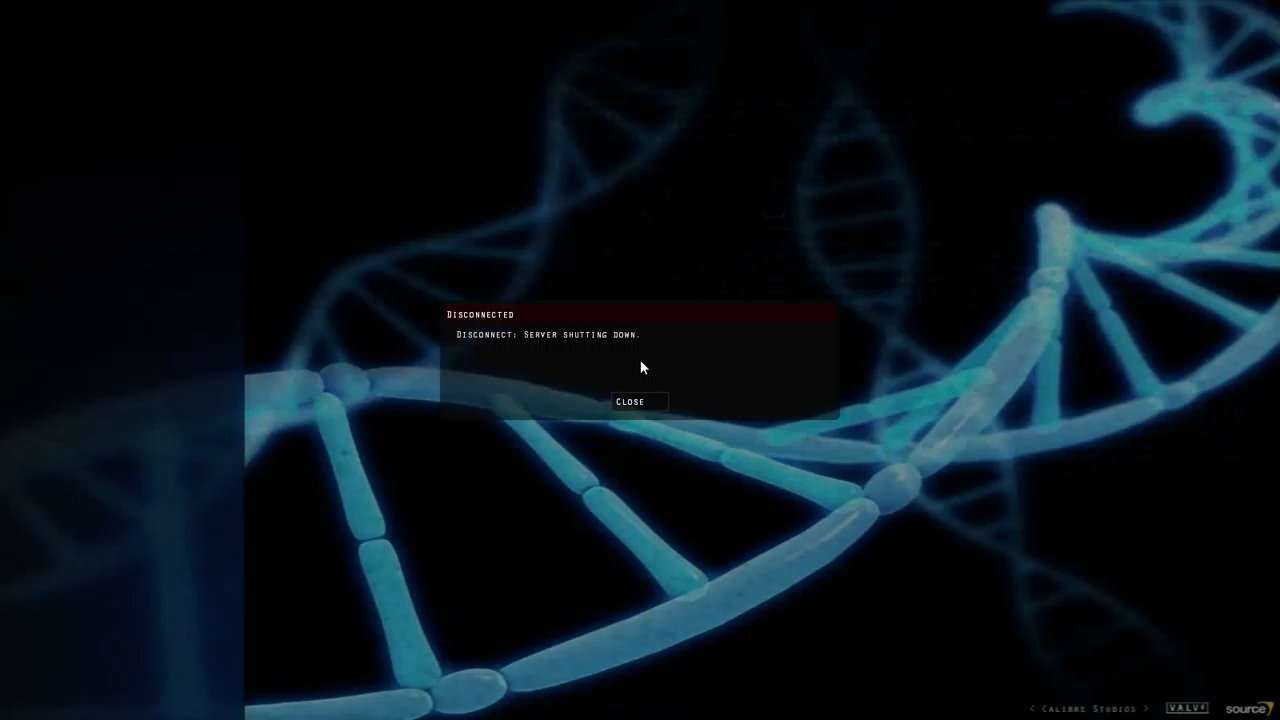 Disconnected
Disconnect: Server shutting down.
Close
< Calibre Studios > VALVE source